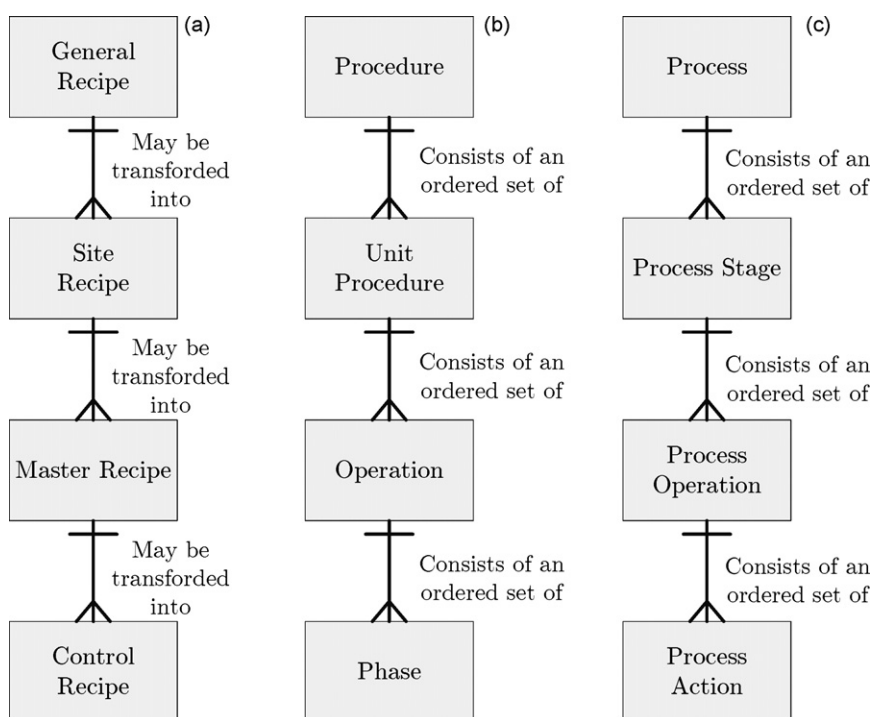 (a)
General
Recipe
May be
transforded
into
Site
Recipe
May be
transforded
into
Master Recipe
May be
transforded
into
Control
Recipe
(b)
Procedure
Consists of an
ordered set of
Unit
Procedure
Consists of an
ordered set of
Operation
Consists of an
ordered set of
Phase
(c)
Process
Consists of an
ordered set of
Process Stage
Consists of an
ordered set of
Process
Operation
Consists of an
ordered set of
Process
Action